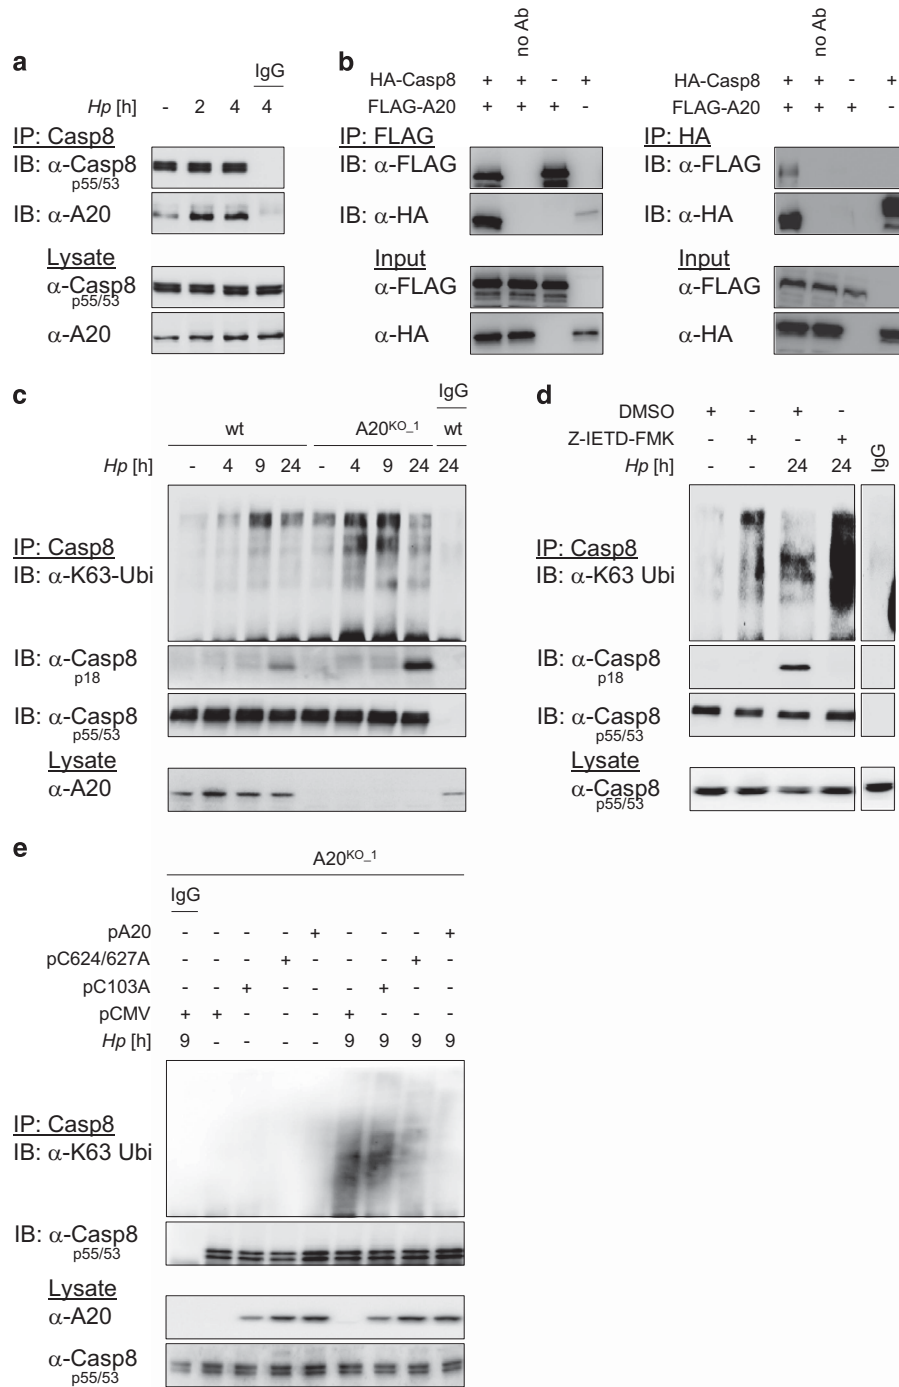 a
IgG
Hp [h] - 2 4 4
IP: Casp8
IB: α-Casp8
p55/53
IB: α-A20
Lysate
α-Casp8
p55/53
α-A20
b
no Ab
HA-Casp8 + + - +
FLAG-A20 + + + -
IP: FLAG
IB: α-FLAG
IB: α-HA
Input
α-FLAG
α-HA
no Ab
HA-Casp8 + + - +
FLAG-A20 + + + -
IP: HA
IB: α-FLAG
IB: α-HA
Input
α-FLAG
α-HA
c
IgG
wt A20KO_1 wt
Hp [h] - 4 9 24 - 4 9 24 24
IP: Casp8
IB: α-K63-Ubi
IB: α-Casp8
p18
IB: α-Casp8
p55/53
Lysate
α-A20
d
DMSO + - + -
Z-IETD-FMK - + - +
Hp [h] - - 24 24
IgG
IP: Casp8
IB: α-K63 Ubi
IB: α-Casp8
p18
IB: α-Casp8
p55/53
Lysate
α-Casp8
p55/53
e
A20KO_1
IgG
pA20 - - - - + - - - +
pC624/627A - - - + - - - + -
pC103A - - + - - - + - -
pCMV + + - - - + - - -
Hp [h] 9 - - - - 9 9 9 9
IP: Casp8
IB: α-K63 Ubi
IB: α-Casp8
p55/53
Lysate
α-A20
α-Casp8
p55/53